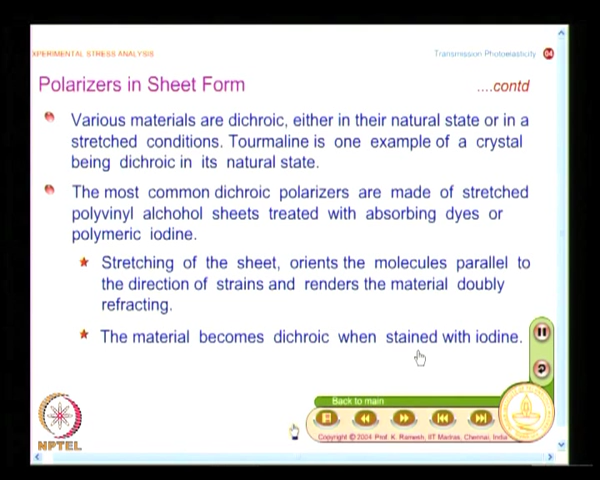 XPERIMENTAL STRESS ANALYSIS
Transmission Photoelasticity 04
Polarizers in Sheet Form
....contd
Various materials are dichroic, either in their natural state or in a
stretched conditions. Tourmaline is one example of a crystal
being dichroic in its natural state.
The most common dichroic polarizers are made of stretched
polyvinyl alchohol sheets treated with absorbing dyes or
polymeric iodine.
Stretching of the sheet, orients the molecules parallel to
the direction of strains and renders the material doubly
refracting.
The material becomes dichroic when stained with iodine.
Back to main
Copyright © 2004 Prof. K. Ramesh, IIT Madras, Chennai, India
NPTEL